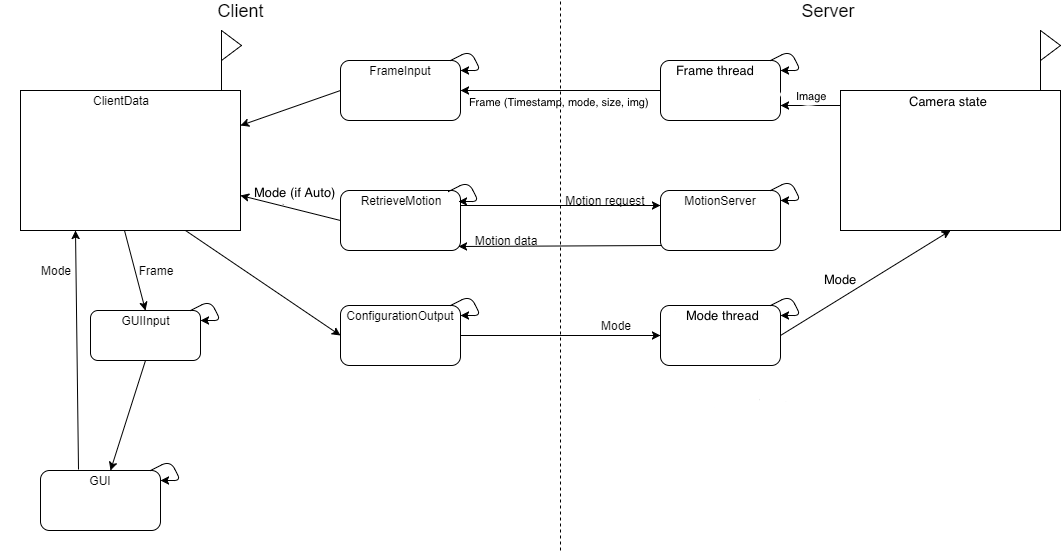 Client
Server
ClientData
FrameInput
Frame thread
Camera state
Image
Frame (Timestamp, mode, size, img)
Mode (if Auto)
RetrieveMotion
Motion request
MotionServer
Motion data
Mode
Frame
Mode
GUIInput
ConfigurationOutput
Mode
Mode thread
GUI